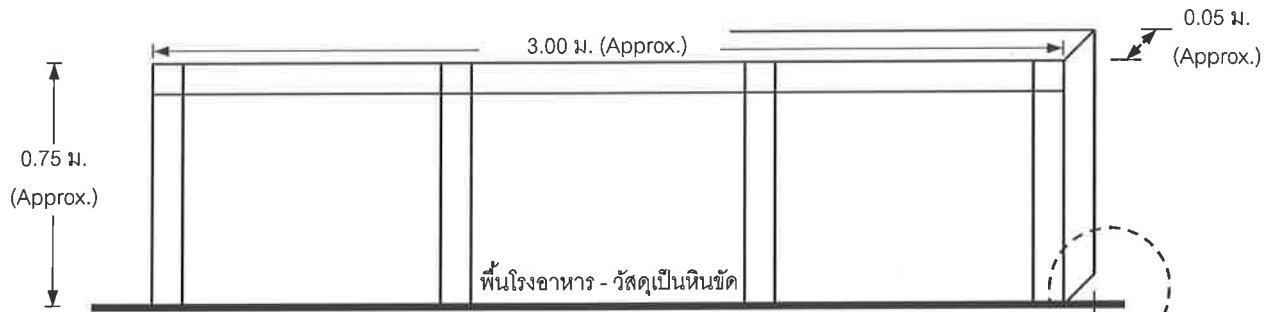 0.05 ม.
(Approx.)
3.00 ม. (Approx.)
0.75 ม.
(Approx.)
พื้นโรงอาหาร - วัสดุเป็นหินขัด